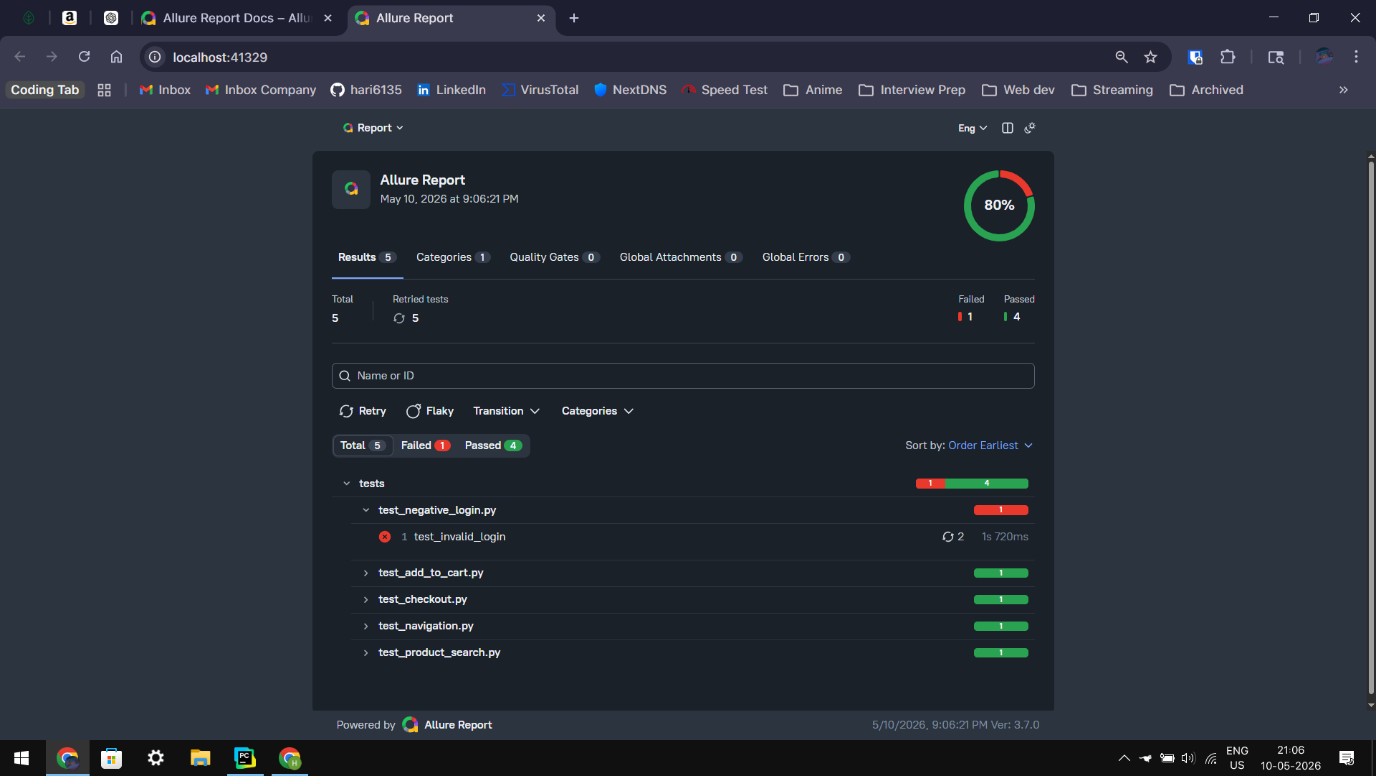 Allure Report Docs – Allu
Allure Report
localhost:41329
Coding Tab Inbox Inbox Company hari6135 LinkedIn VirusTotal NextDNS Speed Test Anime Interview Prep Web dev Streaming Archived »
Report Eng
Allure Report
May 10, 2026 at 9:06:21 PM
80%
Results 5 Categories 1 Quality Gates 0 Global Attachments 0 Global Errors 0
Total Retried tests Failed Passed
5 5 1 4
Name or ID
Retry Flaky Transition Categories
Total 5 Failed 1 Passed 4 Sort by: Order Earliest
tests 1 4
test_negative_login.py 1
1 test_invalid_login 2 1s 720ms
test_add_to_cart.py 1
test_checkout.py 1
test_navigation.py 1
test_product_search.py 1
Powered by Allure Report 5/10/2026, 9:06:21 PM Ver: 3.7.0
PC H ENG 21:06
US 10-05-2026